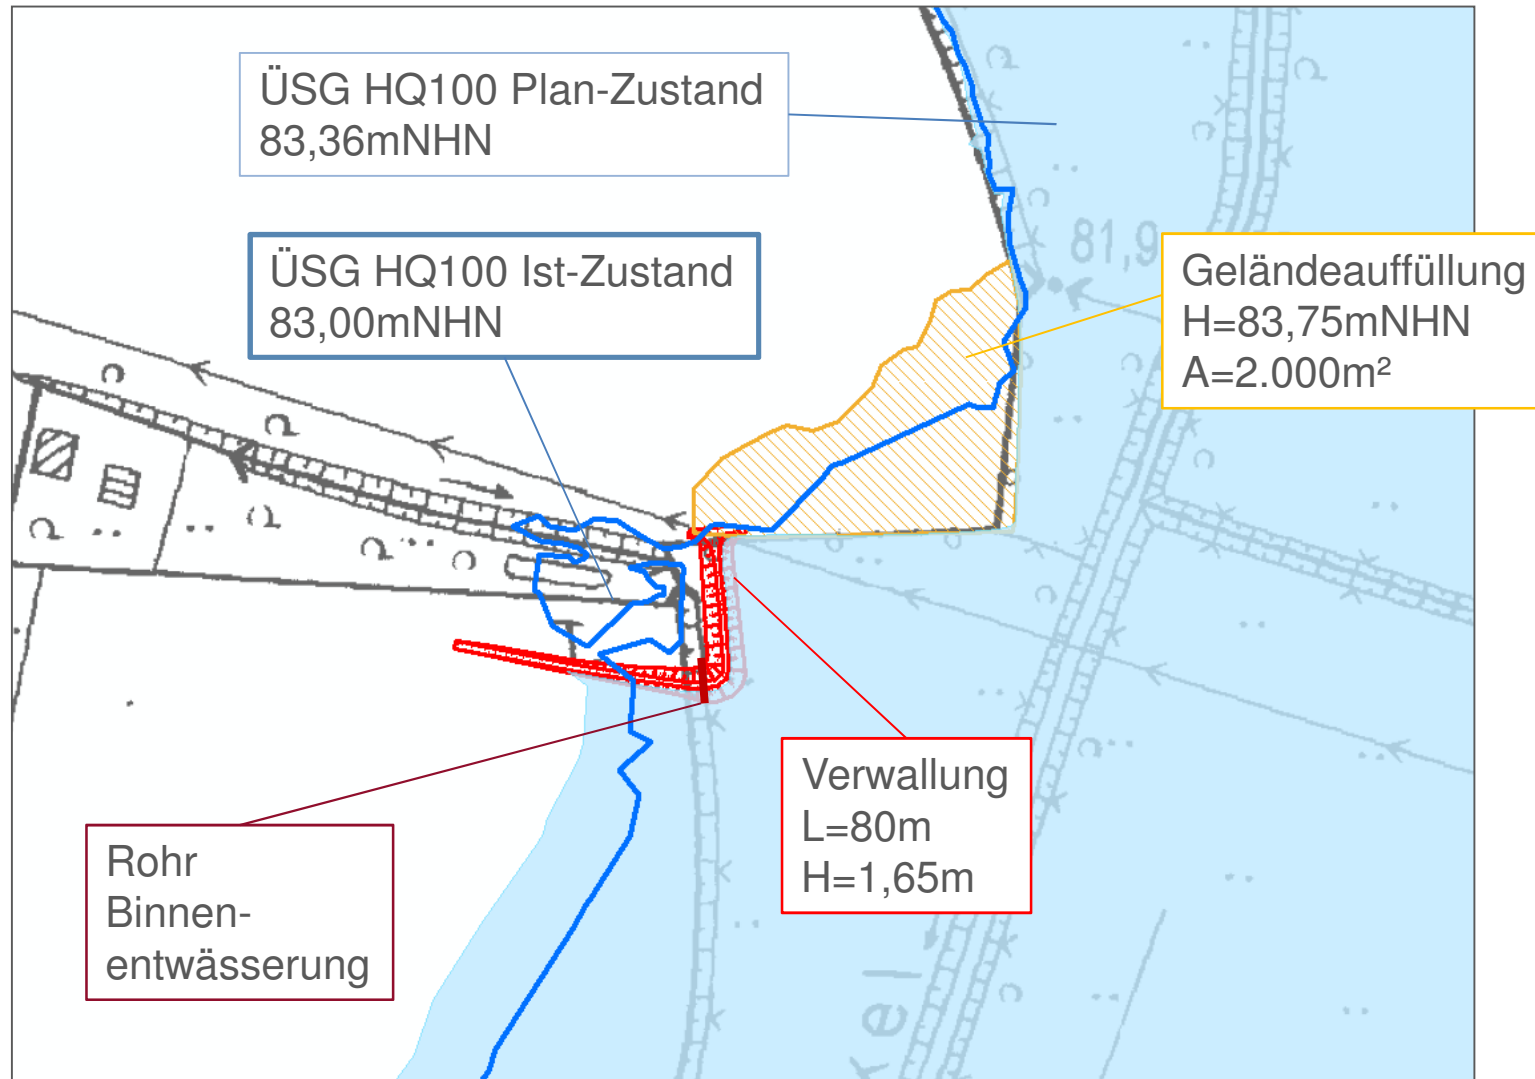 ÜSG HQ100 Plan-Zustand
83,36mNHN
ÜSG HQ100 Ist-Zustand
83,00mNHN
81,9
Geländeauffüllung
H=83,75mNHN
A=2.000m²
Verwallung
L=80m
H=1,65m
Rohr
Binnen-
entwässerung
kel